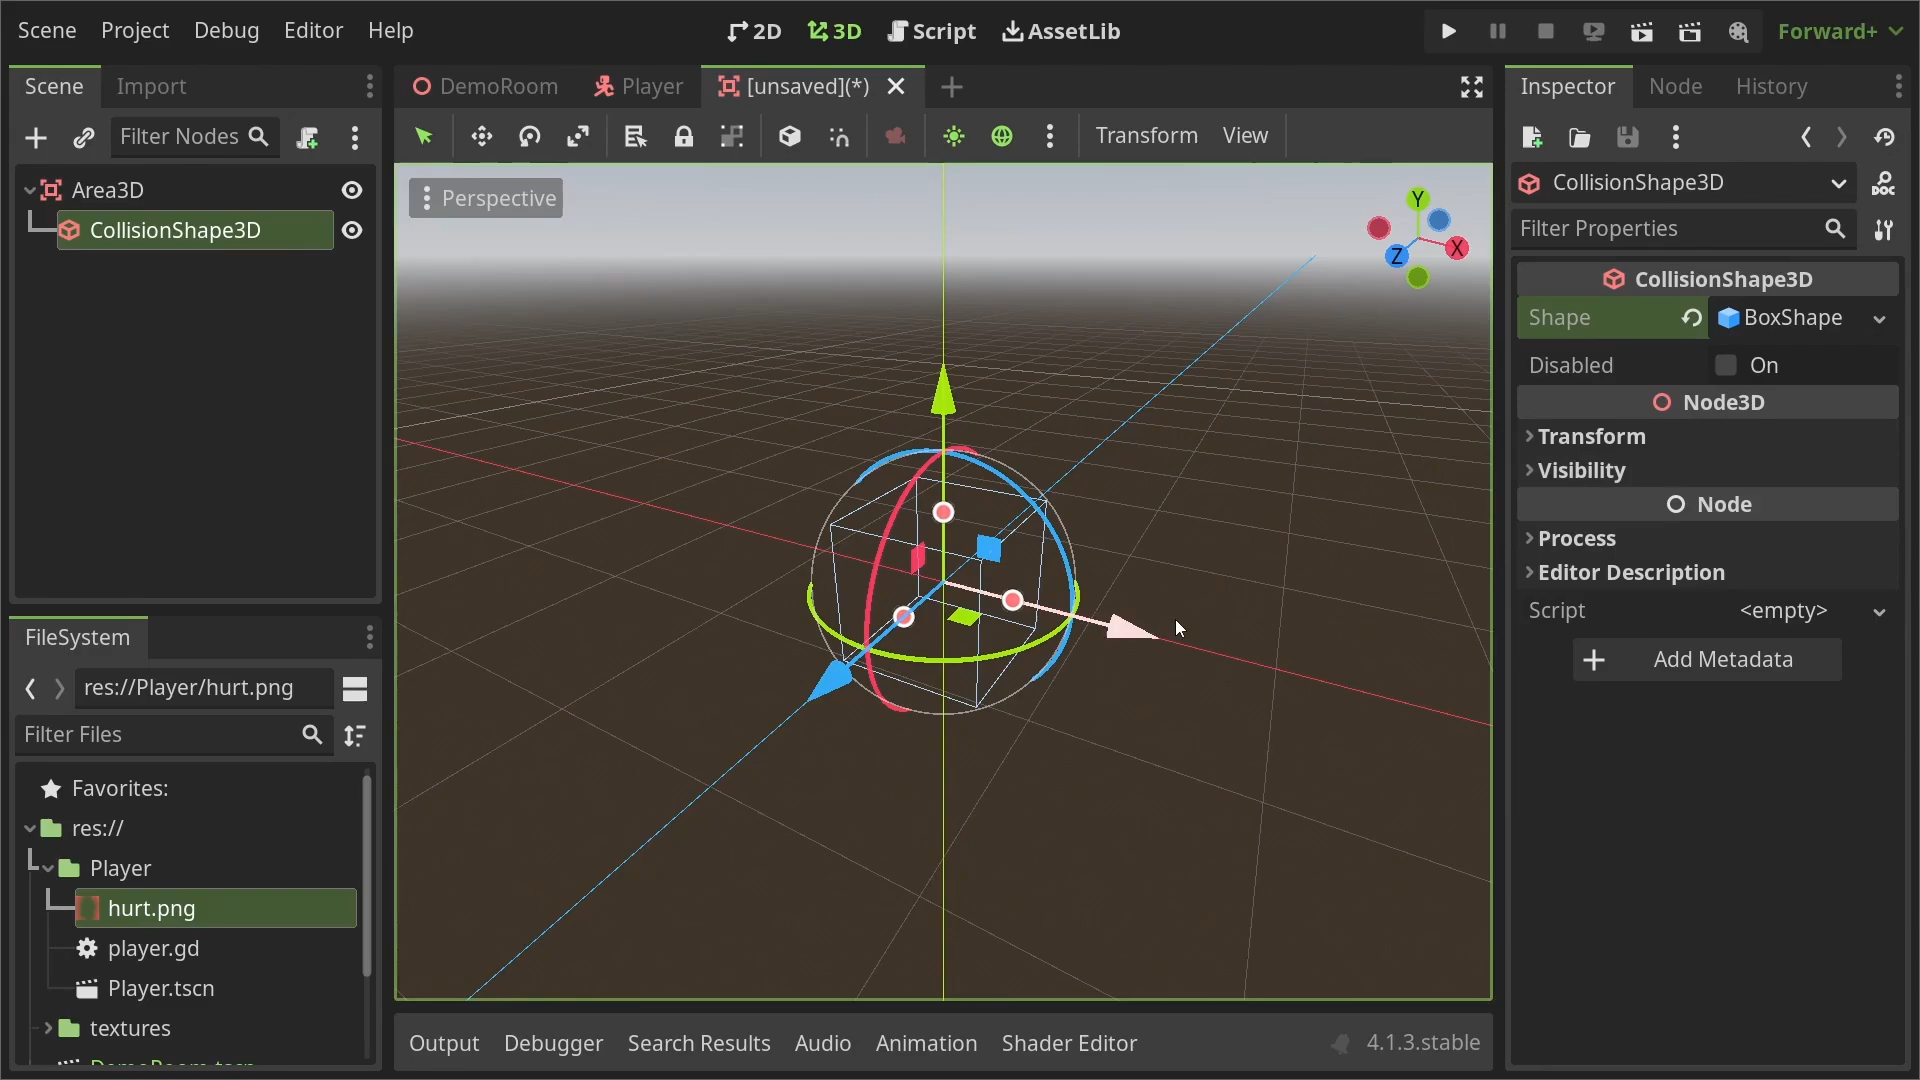 Scene Project Debug Editor Help
2D 3D Script AssetLib
Forward+
Scene Import
Filter Nodes
Area3D
CollisionShape3D
FileSystem
res://Player/hurt.png
Filter Files
Favorites:
res://
Player
hurt.png
player.gd
Player.tscn
textures
DemoRoom.tscn
DemoRoom Player [unsaved](*)
Transform View
Perspective
Y
X
Z
Output Debugger Search Results Audio Animation Shader Editor
4.1.3.stable
Inspector Node History
CollisionShape3D
DOC
Filter Properties
CollisionShape3D
Shape BoxShape
Disabled On
Node3D
Transform
Visibility
Node
Process
Editor Description
Script <empty>
Add Metadata